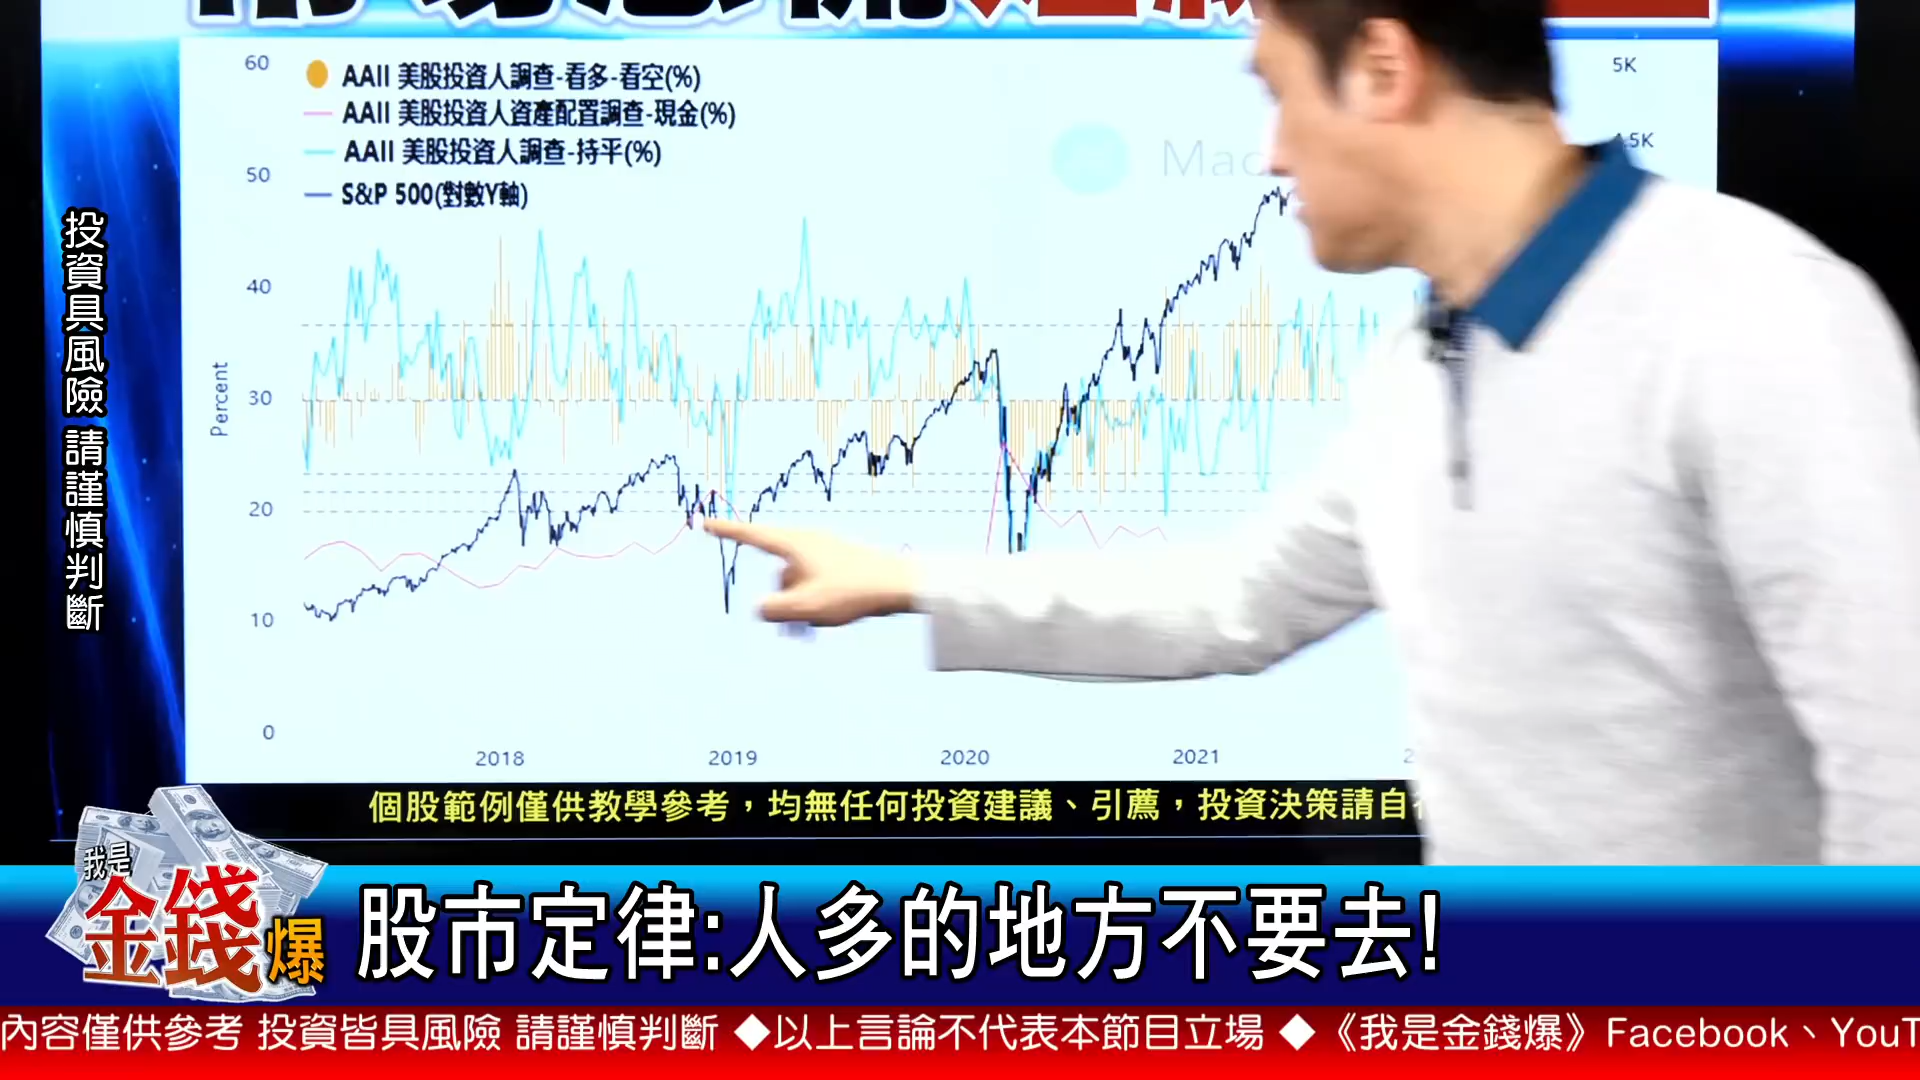 60
AAII 美股投資人調查-看多-看空(%)
AAII 美股投資人資產配置調查-現金(%)
AAII 美股投資人調查-持平(%)
S&P 500(對數Y軸)
5K
50
40
30
20
10
0
Percent
2018
2019
2020
2021
投資具風險 請謹慎判斷
個股範例僅供教學參考，均無任何投資建議、引薦，投資決策請自
我是
金錢爆
股市定律:人多的地方不要去!
內容僅供參考 投資皆具風險 請謹慎判斷 ◆以上言論不代表本節目立場 ◆《我是金錢爆》Facebook、YouT